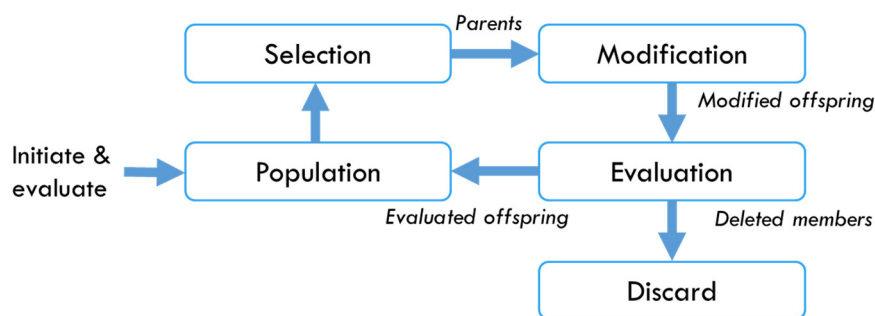 Parents
Selection
Modification
Modified offspring
Initiate &
evaluate
Population
Evaluation
Evaluated offspring
Deleted members
Discard